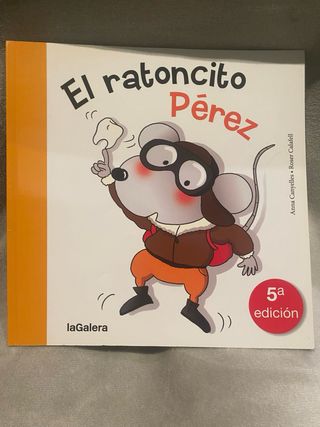 El ratoncito
Pérez
Anna Canyelles • Roser Calafell
5ª
edición
laGalera